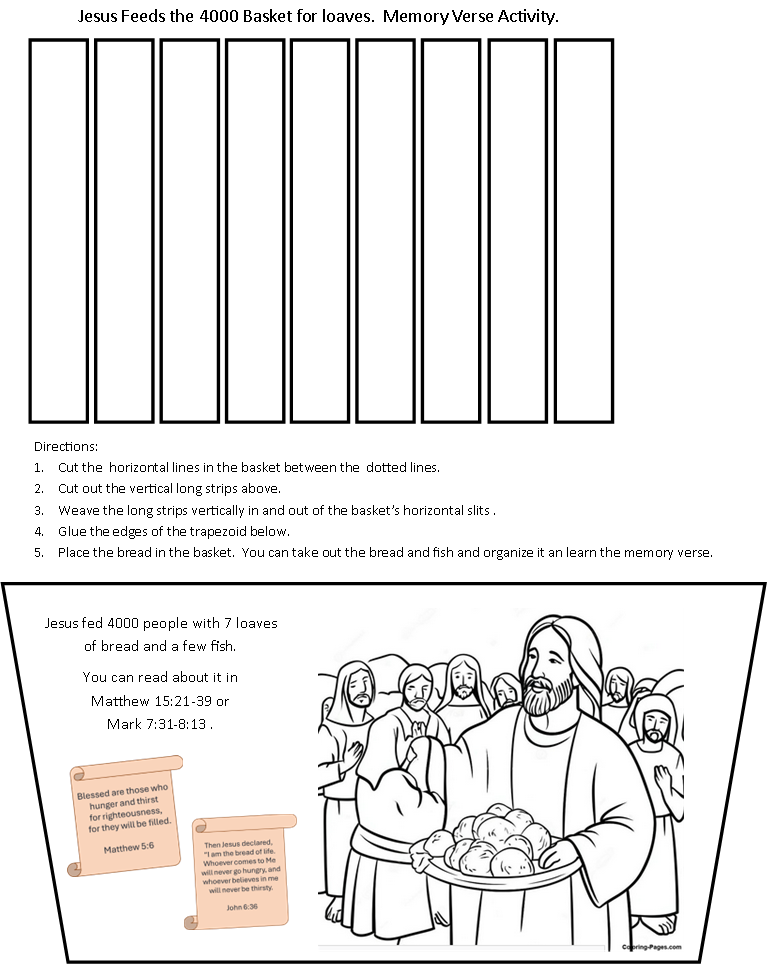 Jesus Feeds the 4000 Basket for loaves. Memory Verse Activity.
Directions:
1. Cut the horizontal lines in the basket between the dotted lines.
2. Cut out the vertical long strips above.
3. Weave the long strips vertically in and out of the basket's horizontal slits .
4. Glue the edges of the trapezoid below.
5. Place the bread in the basket. You can take out the bread and fish and organize it an learn the memory verse.
Jesus fed 4000 people with 7 loaves
of bread and a few fish.
You can read about it in
Matthew 15:21-39 or
Mark 7:31-8:13 .
Blessed are those who
hunger and thirst
for righteousness,
for they will be filled.
Matthew 5:6
Then Jesus declared,
"I am the bread of life.
Whoever comes to Me
will never go hungry, and
whoever believes in me
will never be thirsty.
John 6:36
Coloring-Pages.com